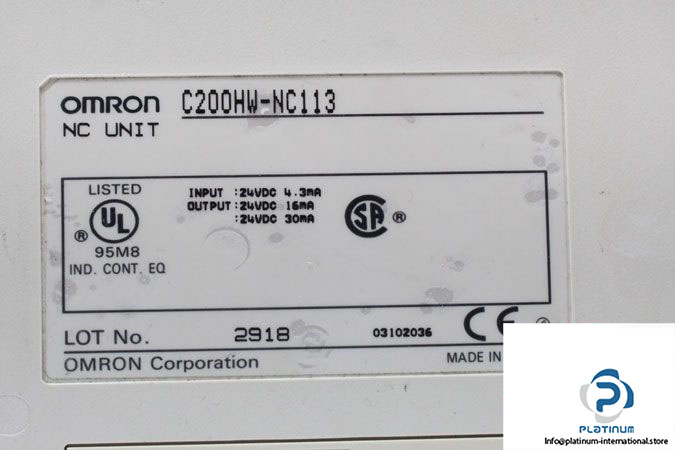 OMRON C200HW-NC113
NC UNIT
LISTED
UL
®
95M8
IND. CONT. EQ
INPUT :24VDC 4.3mA
OUTPUT:24VDC 16mA
:24VDC 30mA
SA ®
LOT No. 2918 03102036 CE
OMRON Corporation MADE IN
PLATINUM
Info@platinum-international.store